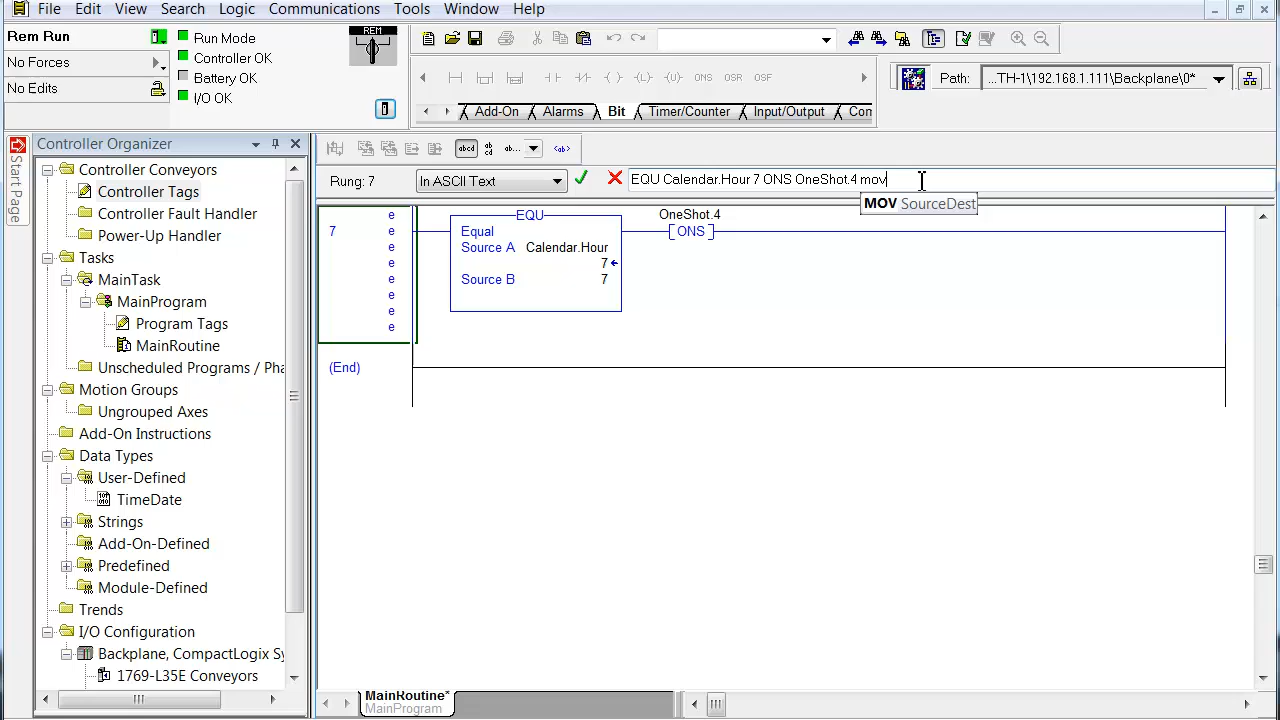 File Edit View Search Logic Communications Tools Window Help
Rem Run
Run Mode
REM
No Forces
Controller OK
Battery OK
Path: ...TH-1\192.168.1.111\Backplane\0*
No Edits
I/O OK
ONS OSR OSF
Add-On Alarms Bit Timer/Counter Input/Output Con
Start Page
Controller Organizer
Controller Conveyors
Controller Tags
Controller Fault Handler
Power-Up Handler
Tasks
MainTask
MainProgram
Program Tags
MainRoutine
Unscheduled Programs / Pha
Motion Groups
Ungrouped Axes
Add-On Instructions
Data Types
User-Defined
TimeDate
Strings
Add-On-Defined
Predefined
Module-Defined
Trends
I/O Configuration
Backplane, CompactLogix Sy
1769-L35E Conveyors
abcd ab cd ab... <ab>
Rung: 7 In ASCII Text EQU Calendar.Hour 7 ONS OneShot.4 mov
MOV SourceDest
e EQU OneShot.4
7 e Equal ONS
e Source A Calendar.Hour
e 7
e Source B 7
e
e
e
(End)
MainRoutine*
MainProgram